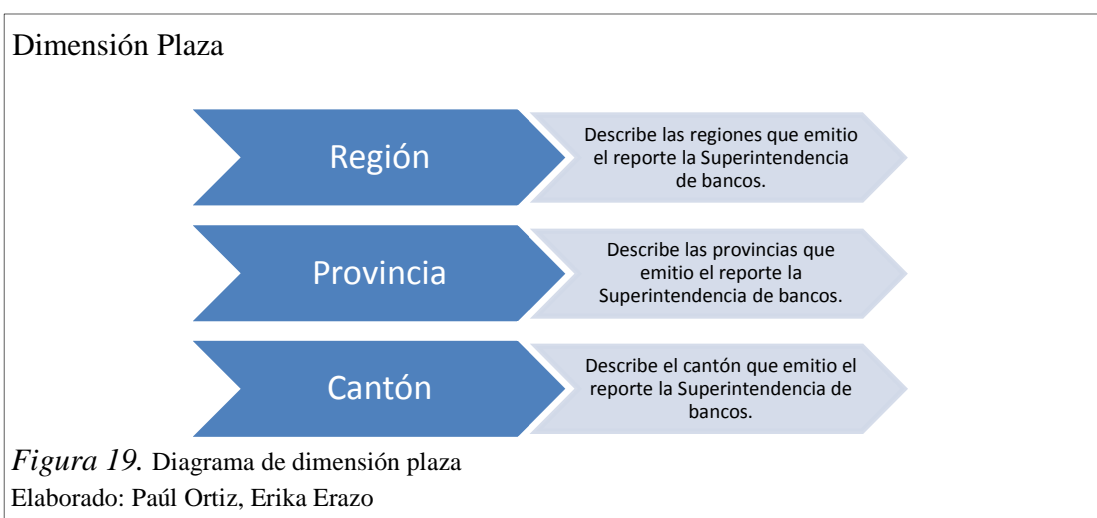 Dimensión Plaza
Región
Describe las regiones que emitio
el reporte la Superintendencia
de bancos.
Provincia
Describe las provincias que
emitio el reporte la
Superintendencia de bancos.
Cantón
Describe el cantón que emitio el
reporte la Superintendencia de
bancos.
Figura 19. Diagrama de dimensión plaza
Elaborado: Paúl Ortiz, Erika Erazo